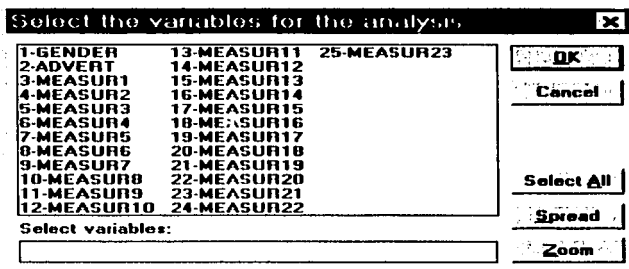 Select the variables for the analysis
1-GENDER 13-MEASUR11 25-MEASUR23
2-ADVERT 14-MEASUR12
3-MEASUR1 15-MEASUR13
4-MEASUR2 16-MEASUR14
5-MEASUR3 17-MEASUR15
6-MEASUR4 18-MEASUR16
7-MEASUR5 19-MEASUR17
8-MEASUR6 20-MEASUR18
9-MEASUR7 21-MEASUR19
10-MEASUR8 22-MEASUR20
11-MEASUR9 23-MEASUR21
12-MEASUR10 24-MEASUR22
Select variables:
OK
Cancel
Select All
Spread
Zoom